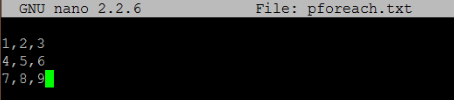 GNU nano 2.2.6 File: pforeach.txt
1,2,3
4,5,6
7,8,9